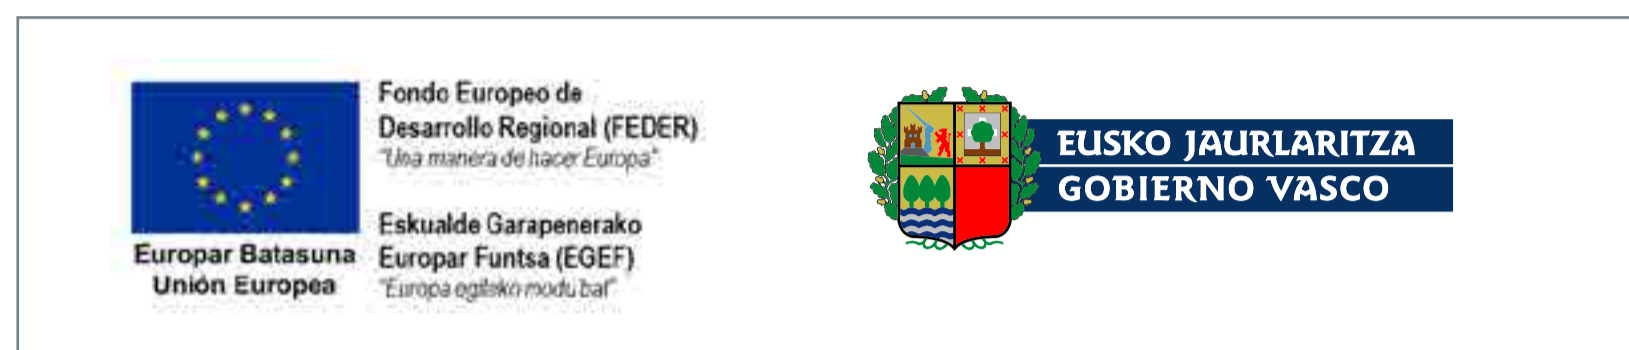 Fondo Europeo de
Desarrollo Regional (FEDER)
"Una manera de hacer Europa"
Eskualde Garapenerako
Europar Funtsa (EGEF)
"Europa egiteko modu bat"
Europar Batasuna
Unión Europea
EUSKO JAURLARITZA
GOBIERNO VASCO